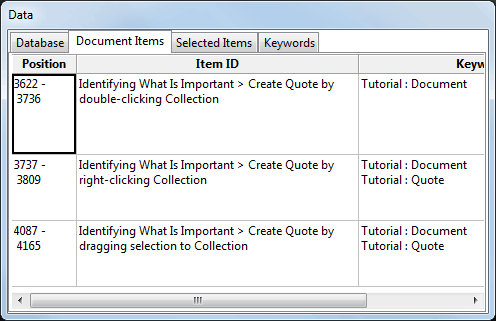 Data
Database Document Items Selected Items Keywords
Position Item ID Keyw
3622 - Identifying What Is Important > Create Quote by Tutorial : Document
3736 double-clicking Collection
3737 - Identifying What Is Important > Create Quote by Tutorial : Document
3809 right-clicking Collection Tutorial : Quote
4087 - Identifying What Is Important > Create Quote by Tutorial : Document
4165 dragging selection to Collection Tutorial : Quote